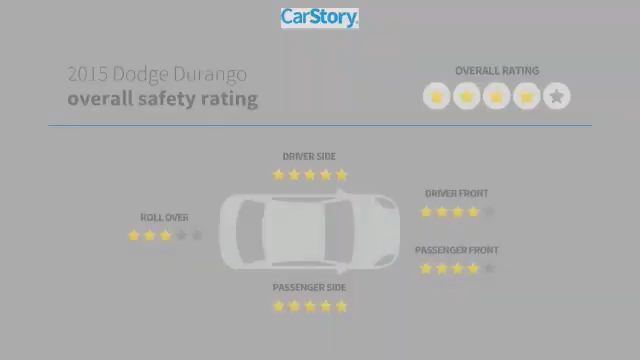 CarStory
2015 Dodge Durango
overall safety rating
OVERALL RATING
DRIVER SIDE
DRIVER FRONT
ROLL OVER
PASSENGER FRONT
PASSENGER SIDE